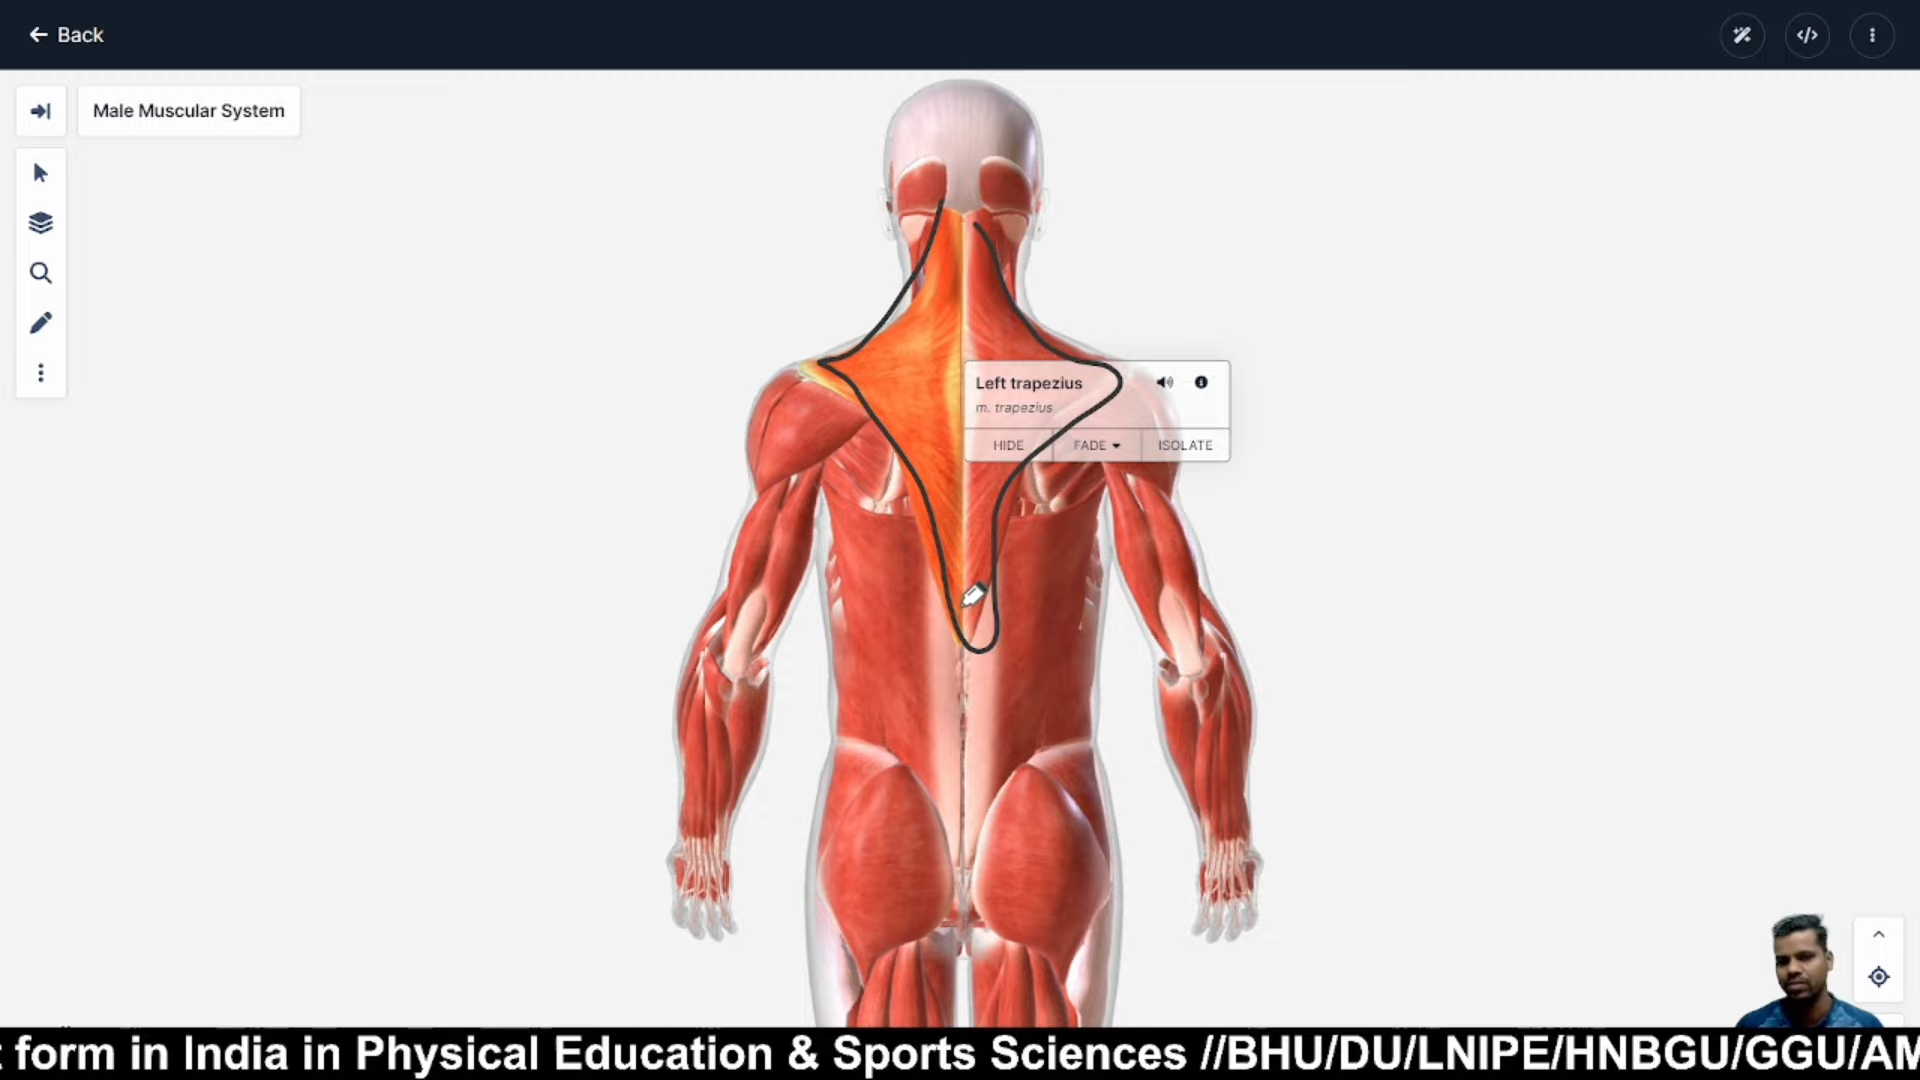 Back
Male Muscular System
Left trapezius
m. trapezius
HIDE FADE ISOLATE
form in India in Physical Education & Sports Sciences //BHU/DU/LNIPE/HNBGU/GGU/AM